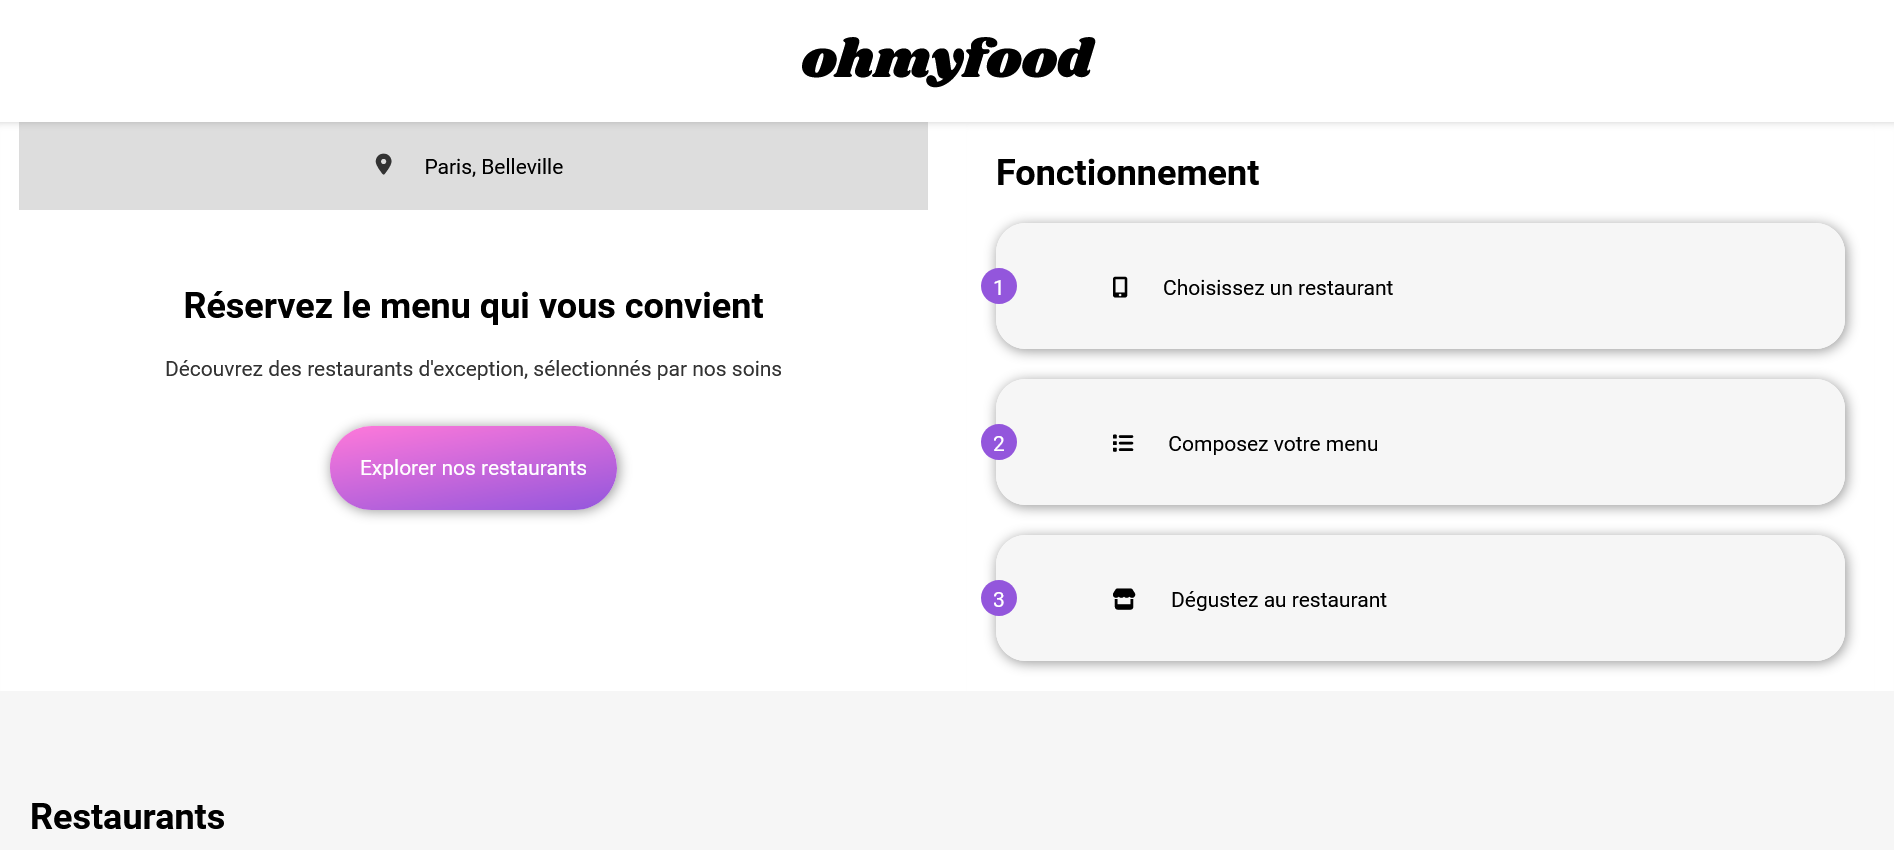 ohmyfood
Paris, Belleville
Réservez le menu qui vous convient
Découvrez des restaurants d'exception, sélectionnés par nos soins
Explorer nos restaurants
Fonctionnement
1 Choisissez un restaurant
2 Composez votre menu
3 Dégustez au restaurant
Restaurants